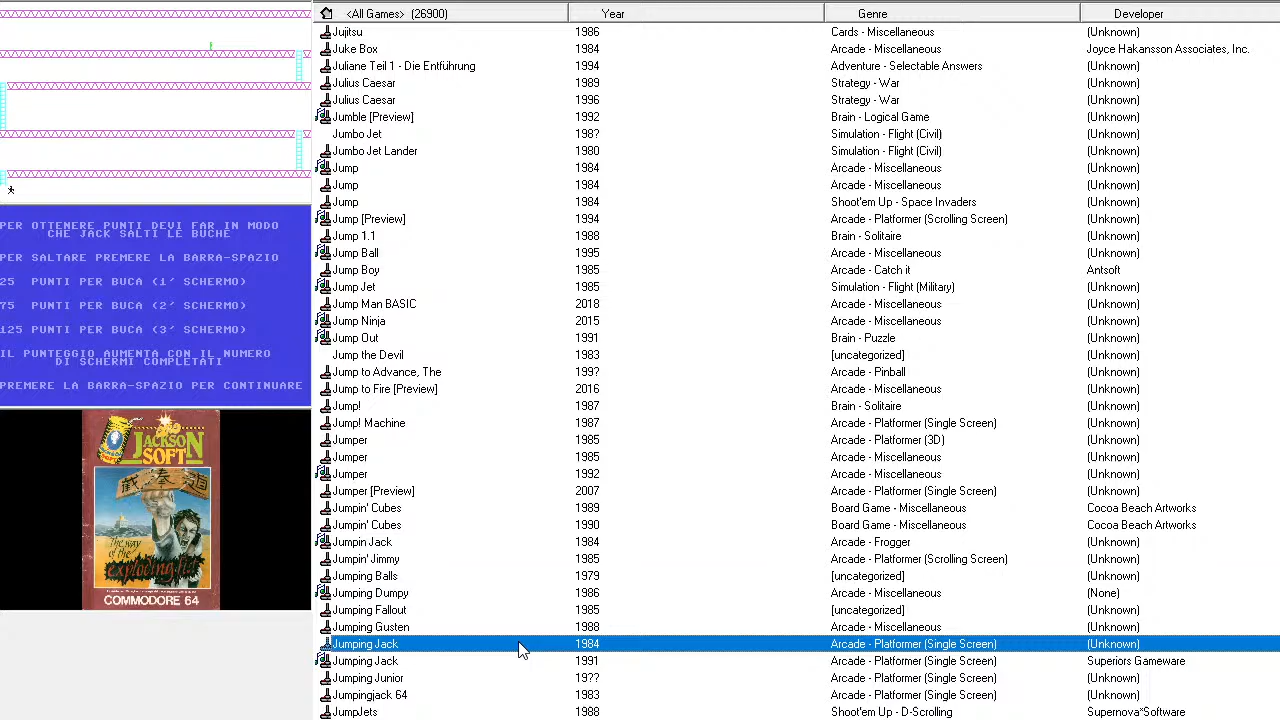 <All Games> (26900) Year Genre Developer
Jujitsu 1986 Cards - Miscellaneous (Unknown)
Juke Box 1984 Arcade - Miscellaneous Joyce Hakansson Associates, Inc.
Juliane Teil 1 - Die Entführung 1994 Adventure - Selectable Answers (Unknown)
Julius Caesar 1989 Strategy - War (Unknown)
Julius Caesar 1996 Strategy - War (Unknown)
Jumble [Preview] 1992 Brain - Logical Game (Unknown)
Jumbo Jet 198? Simulation - Flight (Civil) (Unknown)
Jumbo Jet Lander 1980 Simulation - Flight (Civil) (Unknown)
Jump 1984 Arcade - Miscellaneous (Unknown)
Jump 1984 Arcade - Miscellaneous (Unknown)
Jump 1984 Shoot'em Up - Space Invaders (Unknown)
Jump [Preview] 1994 Arcade - Platformer (Scrolling Screen) (Unknown)
Jump 1.1 1988 Brain - Solitaire (Unknown)
Jump Ball 1995 Arcade - Miscellaneous (Unknown)
Jump Boy 1985 Arcade - Catch it Antsoft
Jump Jet 1985 Simulation - Flight (Military) (Unknown)
Jump Man BASIC 2018 Arcade - Miscellaneous (Unknown)
Jump Ninja 2015 Arcade - Miscellaneous (Unknown)
Jump Out 1991 Brain - Puzzle (Unknown)
Jump the Devil 1983 [uncategorized] (Unknown)
Jump to Advance, The 199? Arcade - Pinball (Unknown)
Jump to Fire [Preview] 2016 Arcade - Miscellaneous (Unknown)
Jump! 1987 Brain - Solitaire (Unknown)
Jump! Machine 1987 Arcade - Platformer (Single Screen) (Unknown)
Jumper 1985 Arcade - Platformer (3D) (Unknown)
Jumper 1985 Arcade - Miscellaneous (Unknown)
Jumper 1992 Arcade - Miscellaneous (Unknown)
Jumper [Preview] 2007 Arcade - Platformer (Single Screen) (Unknown)
Jumpin' Cubes 1989 Board Game - Miscellaneous Cocoa Beach Artworks
Jumpin' Cubes 1990 Board Game - Miscellaneous Cocoa Beach Artworks
Jumpin Jack 1984 Arcade - Frogger (Unknown)
Jumpin' Jimmy 1985 Arcade - Platformer (Scrolling Screen) (Unknown)
Jumping Balls 1979 [uncategorized] (Unknown)
Jumping Dumpy 1986 Arcade - Miscellaneous (None)
Jumping Fallout 1985 [uncategorized] (Unknown)
Jumping Gusten 1988 Arcade - Miscellaneous (Unknown)
Jumping Jack 1984 Arcade - Platformer (Single Screen) (Unknown)
Jumping Jack 1991 Arcade - Platformer (Single Screen) Superiors Gameware
Jumping Junior 19?? Arcade - Platformer (Single Screen) (Unknown)
Jumpingjack 64 1983 Arcade - Platformer (Single Screen) (Unknown)
JumpJets 1988 Shoot'em Up - D-Scrolling Supernova*Software
PER OTTENERE PUNTI DEVI FAR IN MODO
CHE JACK SALTI LE BUCHE
PER SALTARE PREMERE LA BARRA-SPAZIO
25 PUNTI PER BUCA (1' SCHERMO)
75 PUNTI PER BUCA (2' SCHERMO)
125 PUNTI PER BUCA (3' SCHERMO)
IL PUNTEGGIO AUMENTA CON IL NUMERO
DI SCHERMI COMPLETATI
PREMERE LA BARRA-SPAZIO PER CONTINUARE
JACKSON
SOFT
The way
of the
exploding fist
COMMODORE 64